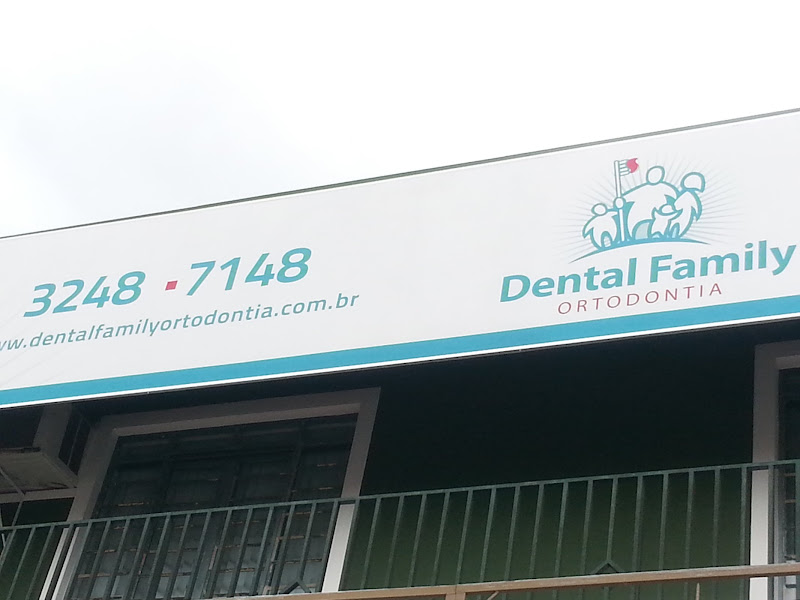 3248 ▪ 7148
www.dentalfamilyortodontia.com.br
Dental Family
ORTODONTIA